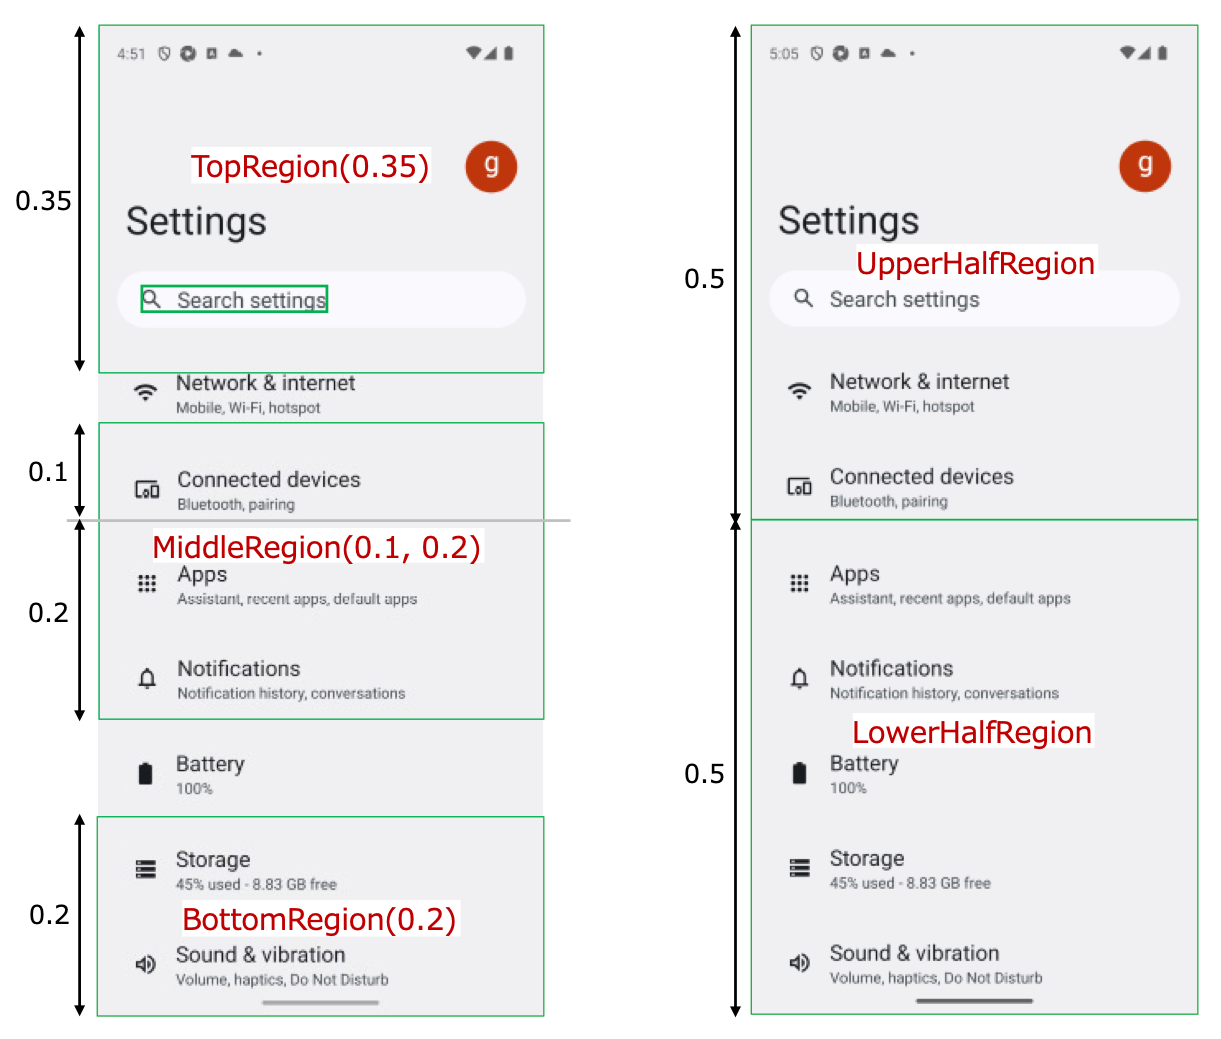 4:51
0.35
TopRegion(0.35)
g
Settings
Search settings
Network & internet
Mobile, Wi-Fi, hotspot
0.1
Connected devices
Bluetooth, pairing
MiddleRegion(0.1, 0.2)
Apps
Assistant, recent apps, default apps
0.2
Notifications
Notification history, conversations
Battery
100%
Storage
45% used - 8.83 GB free
0.2
BottomRegion(0.2)
Sound & vibration
Volume, haptics, Do Not Disturb
5:05
g
Settings
UpperHalfRegion
0.5
Search settings
Network & internet
Mobile, Wi-Fi, hotspot
Connected devices
Bluetooth, pairing
Apps
Assistant, recent apps, default apps
Notifications
Notification history, conversations
LowerHalfRegion
0.5
Battery
100%
Storage
45% used - 8.83 GB free
Sound & vibration
Volume, haptics, Do Not Disturb